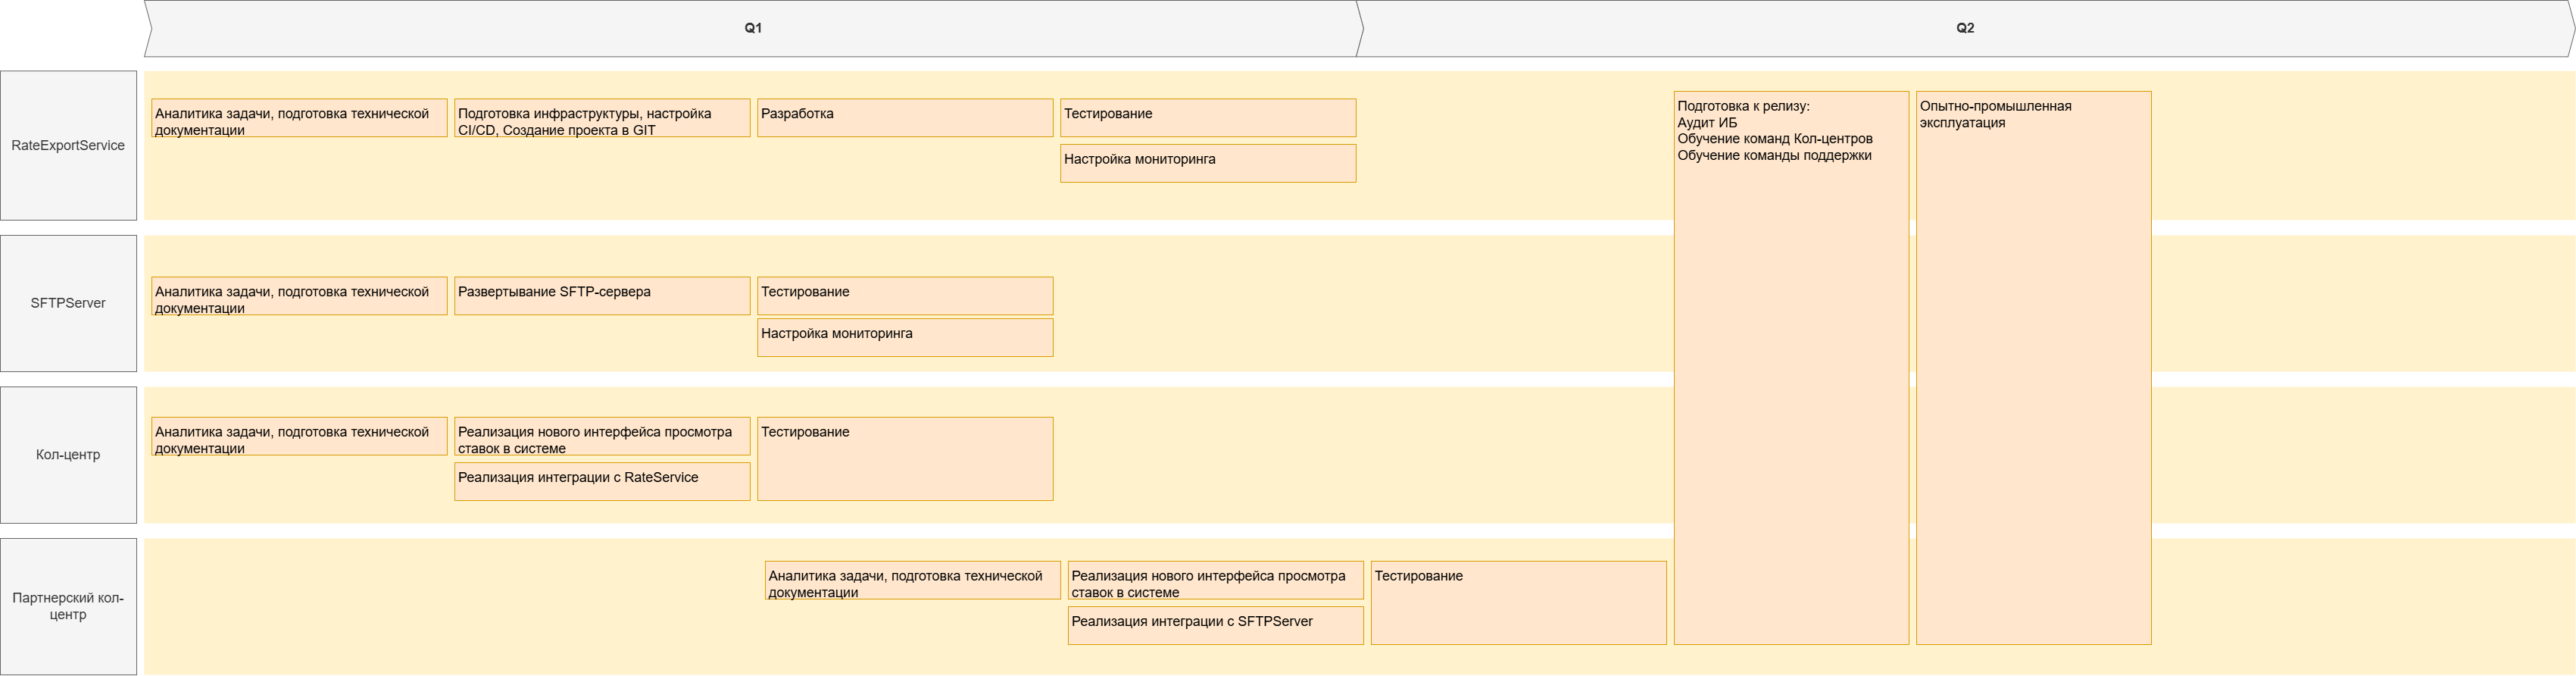 Q1
Q2
RateExportService
Аналитика задачи, подготовка технической
документации
Подготовка инфраструктуры, настройка
CI/CD, Создание проекта в GIT
Разработка
Тестирование
Настройка мониторинга
Подготовка к релизу:
Аудит ИБ
Обучение команд Кол-центров
Обучение команды поддержки
Опытно-промышленная
эксплуатация
SFTPServer
Аналитика задачи, подготовка технической
документации
Развертывание SFTP-сервера
Тестирование
Настройка мониторинга
Кол-центр
Аналитика задачи, подготовка технической
документации
Реализация нового интерфейса просмотра
ставок в системе
Реализация интеграции с RateService
Тестирование
Партнерский кол-
центр
Аналитика задачи, подготовка технической
документации
Реализация нового интерфейса просмотра
ставок в системе
Реализация интеграции с SFTPServer
Тестирование